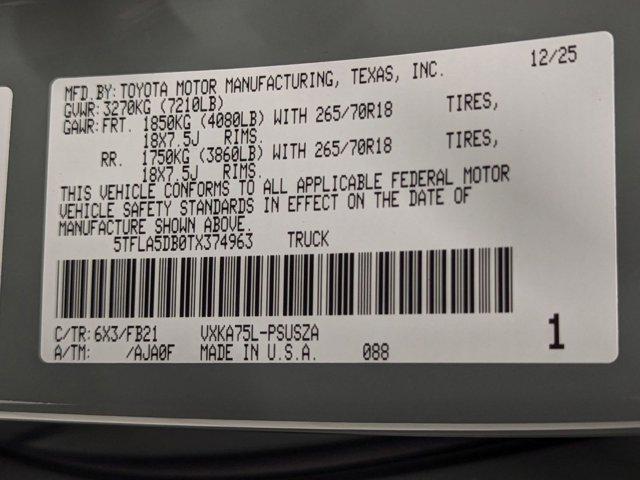 MFD.BY: TOYOTA MOTOR MANUFACTURING, TEXAS, INC. 12/25
GVWR: 3270KG (7210LB)
GAWR: FRT. 1850KG (4080LB) WITH 265/70R18 TIRES,
18X7.5J RIMS.
RR. 1750KG (3860LB) WITH 265/70R18 TIRES,
18X7.5J RIMS.
THIS VEHICLE CONFORMS TO ALL APPLICABLE FEDERAL MOTOR
VEHICLE SAFETY STANDARDS IN EFFECT ON THE DATE OF
MANUFACTURE SHOWN ABOVE.
5TFLA5DB0TX374963 TRUCK
C/TR: 6X3/FB21 VXKA75L-PSUSZA
A/TM: /AJA0F MADE IN U.S.A. 088
1